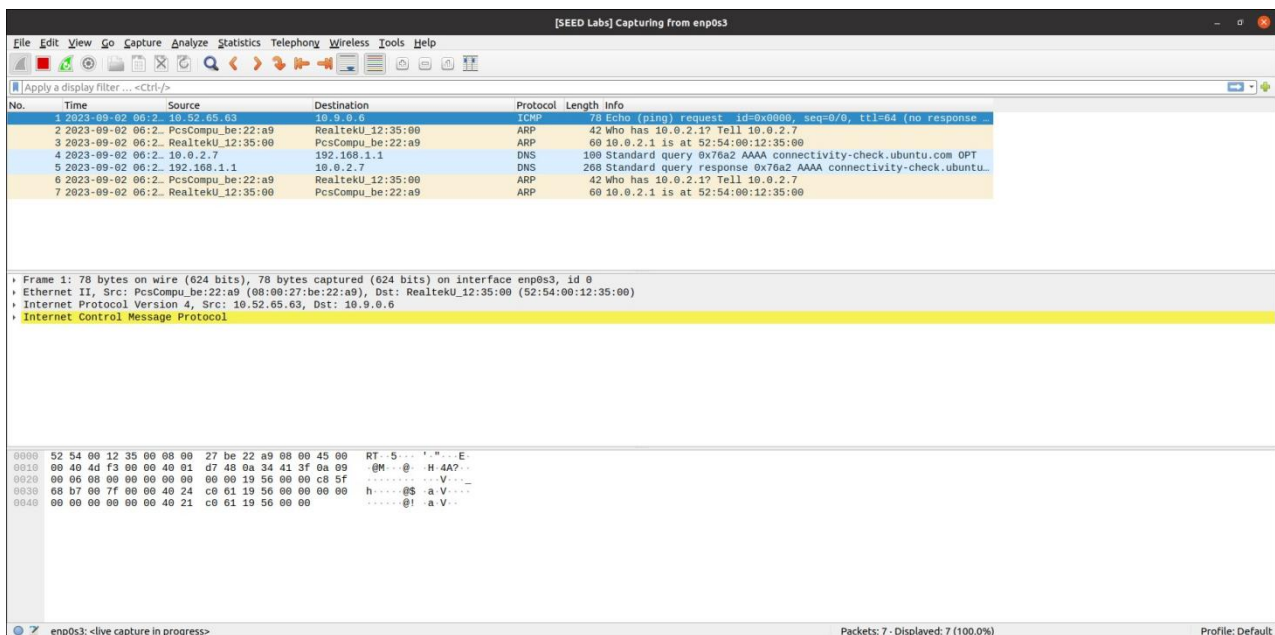 [SEED Labs] Capturing from enp0s3
File Edit View Go Capture Analyze Statistics Telephony Wireless Tools Help
Apply a display filter ... <Ctrl-/>
No. Time Source Destination Protocol Length Info
1 2023-09-02 06:2… 10.52.65.63 10.9.0.6 ICMP 78 Echo (ping) request id=0x0000, seq=0/0, ttl=64 (no response …
2 2023-09-02 06:2… PcsCompu_be:22:a9 RealtekU_12:35:00 ARP 42 Who has 10.0.2.1? Tell 10.0.2.7
3 2023-09-02 06:2… RealtekU_12:35:00 PcsCompu_be:22:a9 ARP 60 10.0.2.1 is at 52:54:00:12:35:00
4 2023-09-02 06:2… 10.0.2.7 192.168.1.1 DNS 100 Standard query 0x76a2 AAAA connectivity-check.ubuntu.com OPT
5 2023-09-02 06:2… 192.168.1.1 10.0.2.7 DNS 268 Standard query response 0x76a2 AAAA connectivity-check.ubuntu…
6 2023-09-02 06:2… PcsCompu_be:22:a9 RealtekU_12:35:00 ARP 42 Who has 10.0.2.1? Tell 10.0.2.7
7 2023-09-02 06:2… RealtekU_12:35:00 PcsCompu_be:22:a9 ARP 60 10.0.2.1 is at 52:54:00:12:35:00
Frame 1: 78 bytes on wire (624 bits), 78 bytes captured (624 bits) on interface enp0s3, id 0
Ethernet II, Src: PcsCompu_be:22:a9 (08:00:27:be:22:a9), Dst: RealtekU_12:35:00 (52:54:00:12:35:00)
Internet Protocol Version 4, Src: 10.52.65.63, Dst: 10.9.0.6
Internet Control Message Protocol
0000 52 54 00 12 35 00 08 00 27 be 22 a9 08 00 45 00 RT··5··· '·"···E·
0010 00 40 4d f3 00 00 40 01 d7 48 0a 34 41 3f 0a 09 ·@M···@· ·H·4A?··
0020 00 06 08 00 00 00 00 00 00 00 19 56 00 00 c8 5f ········ ···V···_
0030 68 b7 00 7f 00 00 40 24 c0 61 19 56 00 00 00 00 h·····@$ ·a·V····
0040 00 00 00 00 00 00 40 21 c0 61 19 56 00 00 ······@! ·a·V··
enp0s3: <live capture in progress> Packets: 7 · Displayed: 7 (100.0%) Profile: Default